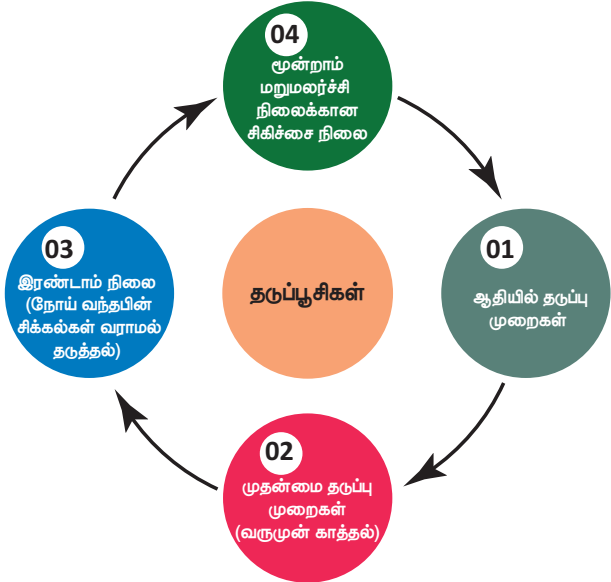 04
மூன்றாம்
மறுமலர்ச்சி
நிலைக்கான
சிகிச்சை நிலை
03
இரண்டாம் நிலை
(நோய் வந்தபின்
சிக்கல்கள் வராமல்
தடுத்தல்)
தடுப்பூசிகள்
01
ஆதியில் தடுப்பு
முறைகள்
02
முதன்மை தடுப்பு
முறைகள்
(வருமுன் காத்தல்)